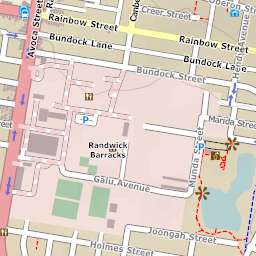 Oberon St
Creer Street
Rainbow Street
Rainbow Street
Avoca Street
Bundock Lane
Bundock Lane
Bundock Street
P
Manda Street
Munda Street
P
Randwick
Barracks
Galu Avenue
Joongah Street
Holmes Street